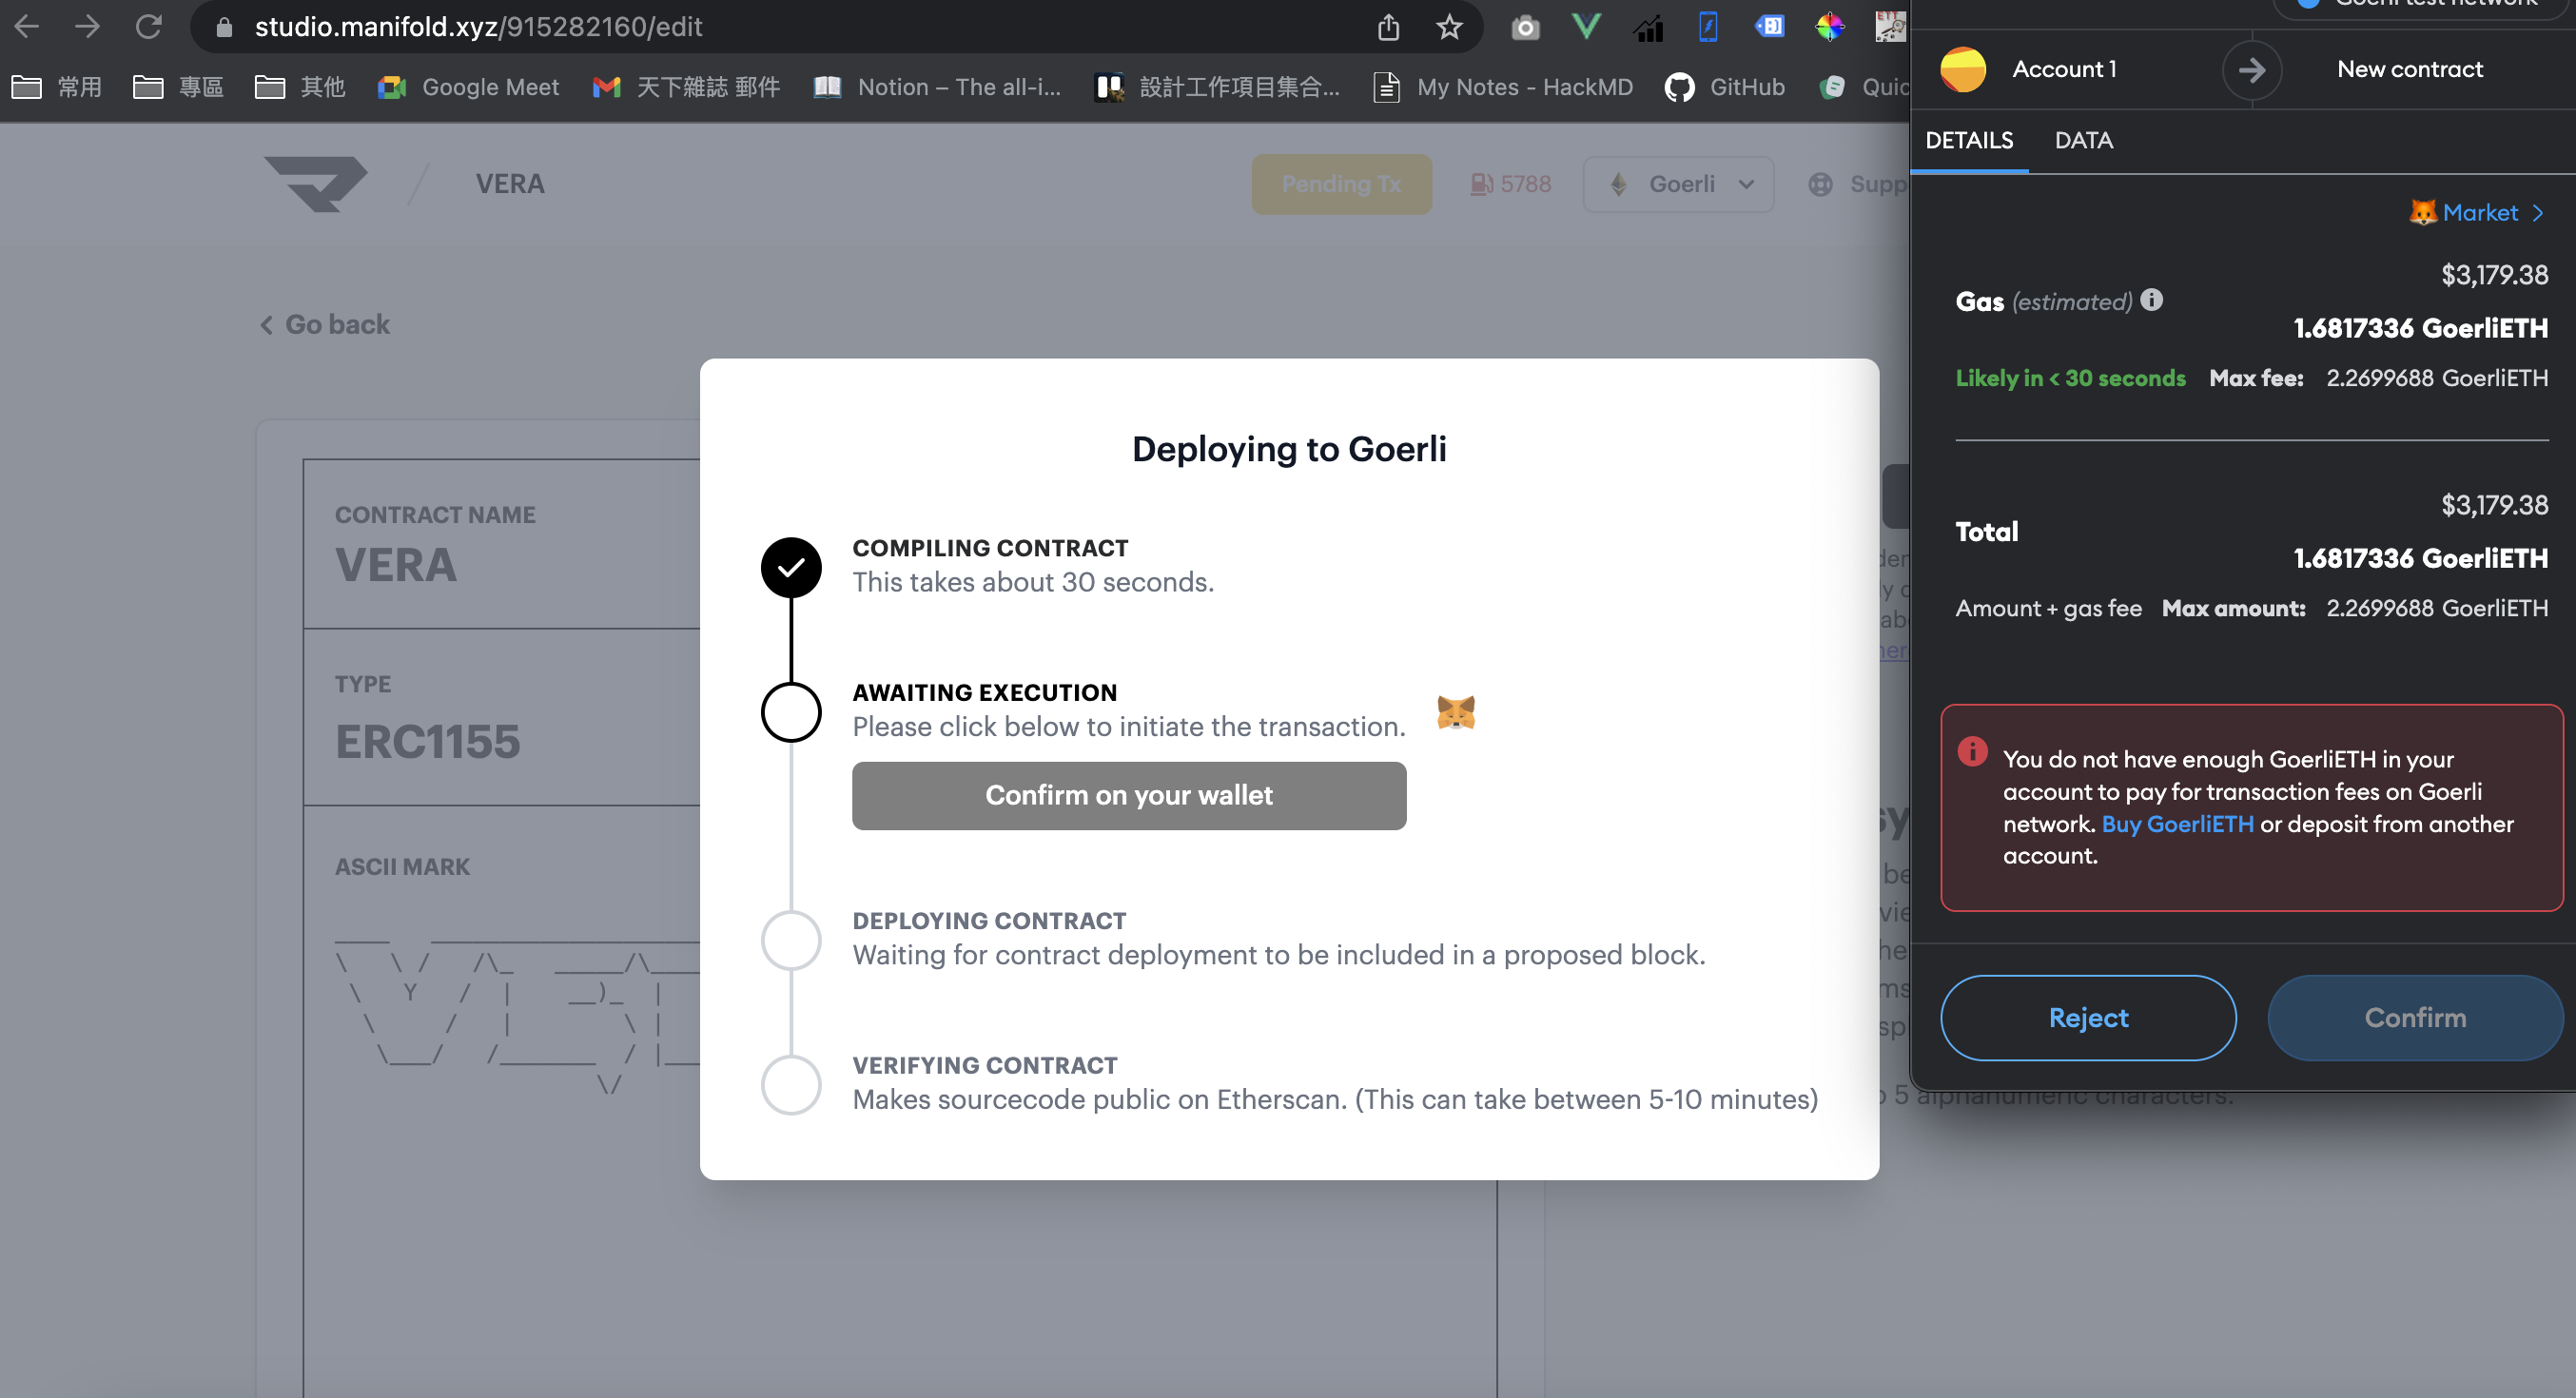 studio.manifold.xyz/915282160/edit
常用
專區
其他
Google Meet
天下雜誌 郵件
Notion – The all-i...
設計工作項目集合...
My Notes - HackMD
GitHub
VERA
Pending Tx
5788
Goerli
Go back
CONTRACT NAME
VERA
TYPE
ERC1155
ASCII MARK
Deploying to Goerli
COMPILING CONTRACT
This takes about 30 seconds.
AWAITING EXECUTION
Please click below to initiate the transaction.
Confirm on your wallet
DEPLOYING CONTRACT
Waiting for contract deployment to be included in a proposed block.
VERIFYING CONTRACT
Makes sourcecode public on Etherscan. (This can take between 5-10 minutes)
5 alphanumeric characters.
Goerli test network
Account 1
New contract
DETAILS
DATA
Market >
$3,179.38
Gas (estimated)
1.6817336 GoerliETH
Likely in < 30 seconds Max fee: 2.2699688 GoerliETH
$3,179.38
Total
1.6817336 GoerliETH
Amount + gas fee Max amount: 2.2699688 GoerliETH
You do not have enough GoerliETH in your
account to pay for transaction fees on Goerli
network. Buy GoerliETH or deposit from another
account.
Reject
Confirm